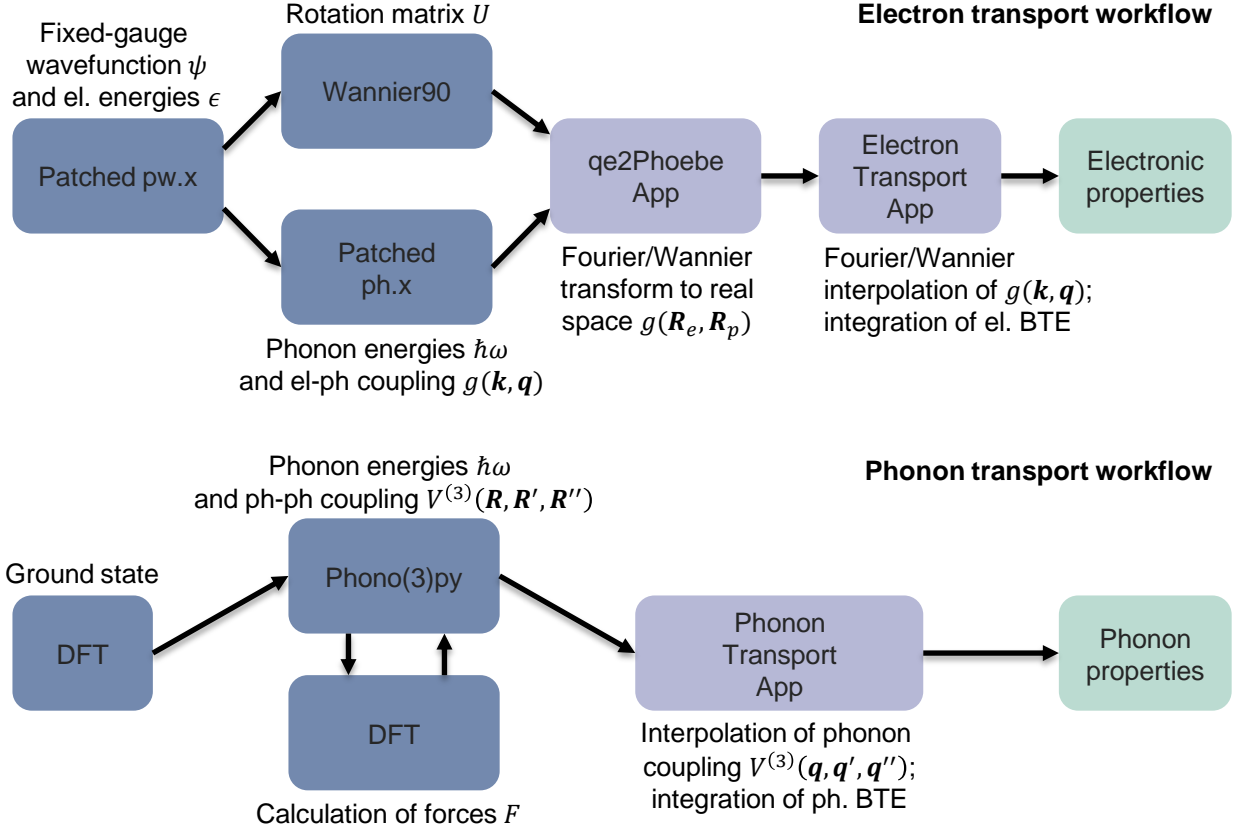 Electron transport workflow
Fixed-gauge
wavefunction ψ
and el. energies ϵ
Patched pw.x
Rotation matrix U
Wannier90
Patched
ph.x
Phonon energies ℏω
and el-ph coupling g(k, q)
qe2Phoebe
App
Fourier/Wannier
transform to real
space g(R_e, R_p)
Electron
Transport
App
Fourier/Wannier
interpolation of g(k, q);
integration of el. BTE
Electronic
properties
Phonon transport workflow
Ground state
DFT
Phonon energies ℏω
and ph-ph coupling V^(3)(R, R′, R′′)
Phono(3)py
DFT
Calculation of forces F
Phonon
Transport
App
Interpolation of phonon
coupling V^(3)(q, q′, q′′);
integration of ph. BTE
Phonon
properties